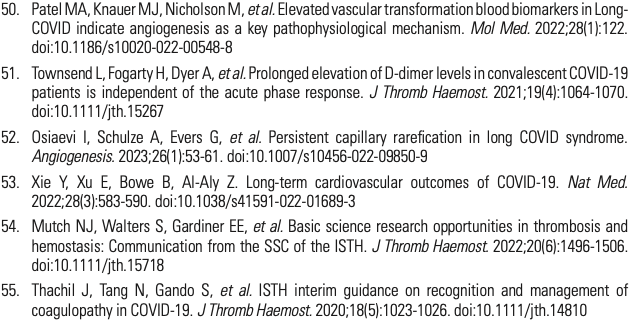 50. Patel MA, Knauer MJ, Nicholson M, et al. Elevated vascular transformation blood biomarkers in Long-
COVID indicate angiogenesis as a key pathophysiological mechanism. Mol Med. 2022;28(1):122.
doi:10.1186/s10020-022-00548-8
51. Townsend L, Fogarty H, Dyer A, et al. Prolonged elevation of D-dimer levels in convalescent COVID-19
patients is independent of the acute phase response. J Thromb Haemost. 2021;19(4):1064-1070.
doi:10.1111/jth.15267
52. Osiaevi I, Schulze A, Evers G, et al. Persistent capillary rarefication in long COVID syndrome.
Angiogenesis. 2023;26(1):53-61. doi:10.1007/s10456-022-09850-9
53. Xie Y, Xu E, Bowe B, Al-Aly Z. Long-term cardiovascular outcomes of COVID-19. Nat Med.
2022;28(3):583-590. doi:10.1038/s41591-022-01689-3
54. Mutch NJ, Walters S, Gardiner EE, et al. Basic science research opportunities in thrombosis and
hemostasis: Communication from the SSC of the ISTH. J Thromb Haemost. 2022;20(6):1496-1506.
doi:10.1111/jth.15718
55. Thachil J, Tang N, Gando S, et al. ISTH interim guidance on recognition and management of
coagulopathy in COVID-19. J Thromb Haemost. 2020;18(5):1023-1026. doi:10.1111/jth.14810